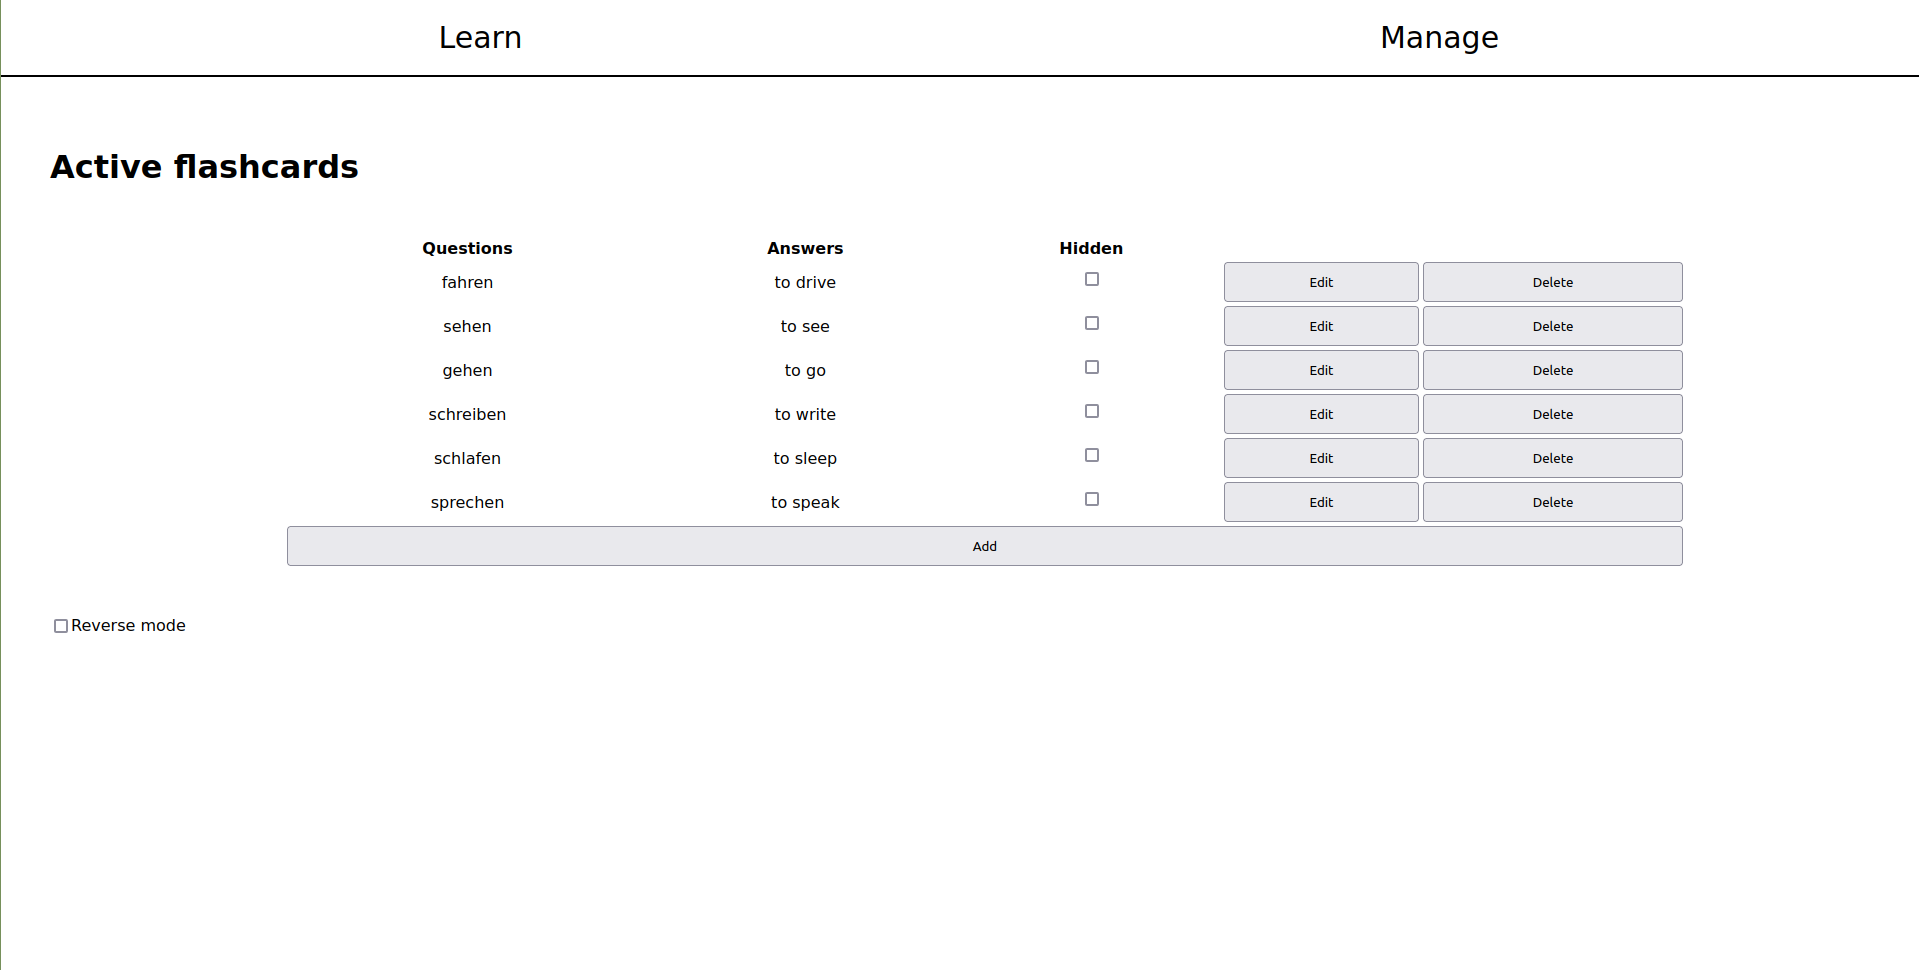 Learn Manage
Active flashcards
Questions Answers Hidden
fahren to drive Edit Delete
sehen to see Edit Delete
gehen to go Edit Delete
schreiben to write Edit Delete
schlafen to sleep Edit Delete
sprechen to speak Edit Delete
Add
Reverse mode